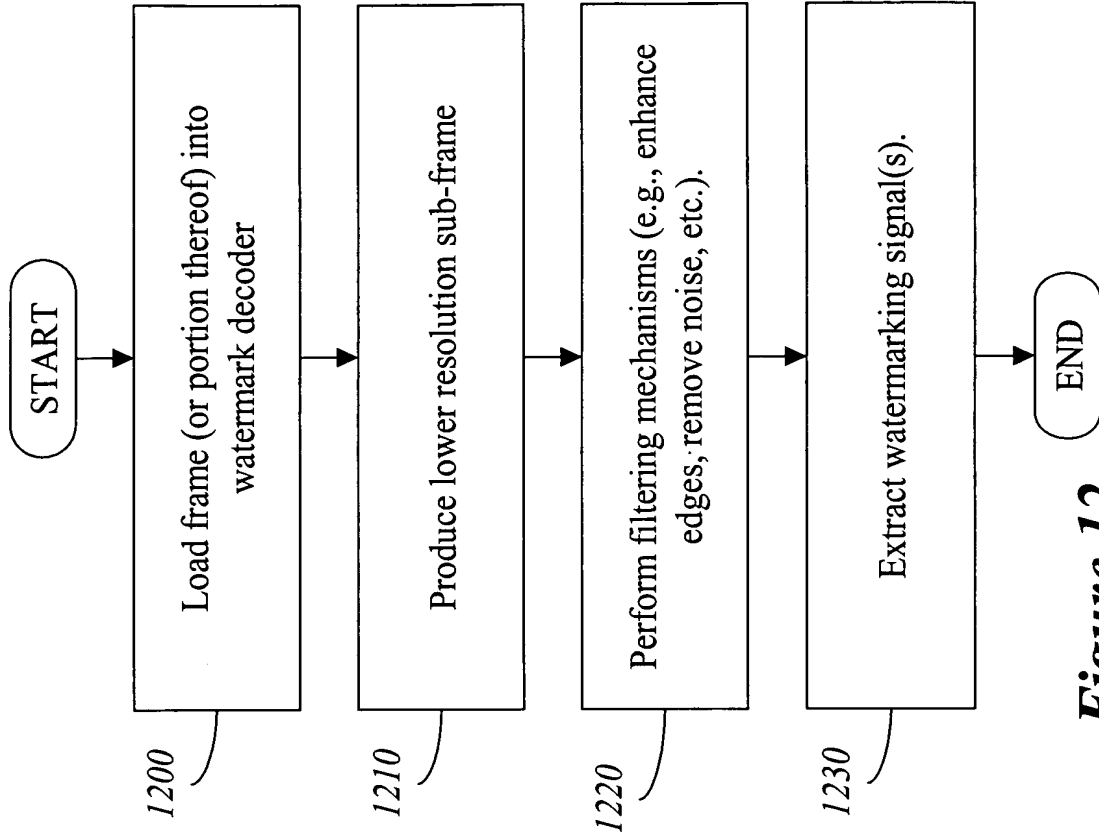 START
1200
Load frame (or portion thereof) into
watermark decoder
1210
Produce lower resolution sub-frame
1220
Perform filtering mechanisms (e.g., enhance
edges, remove noise, etc.).
1230
Extract watermarking signal(s).
END
Figure 12